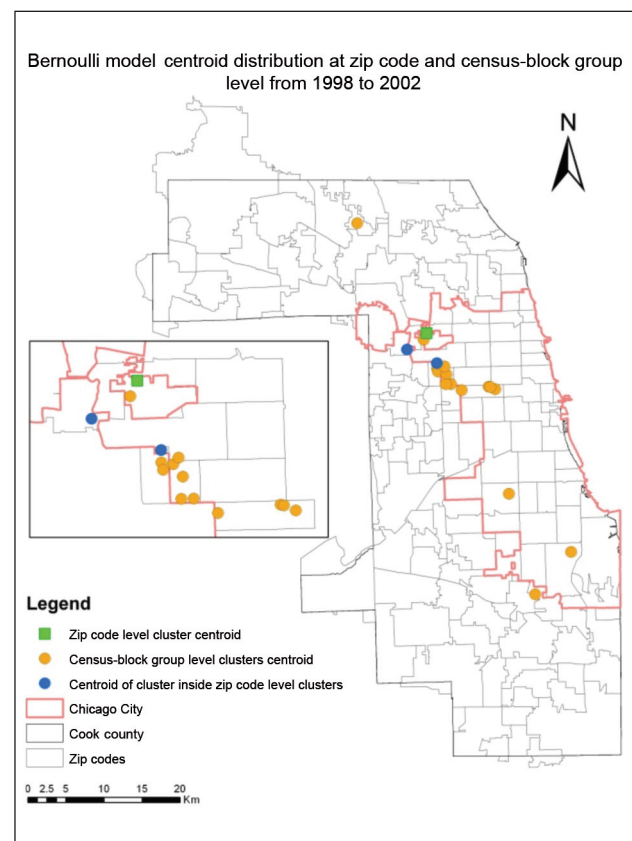 Bernoulli model centroid distribution at zip code and census-block group
level from 1998 to 2002
N
Legend
Zip code level cluster centroid
Census-block group level clusters centroid
Centroid of cluster inside zip code level clusters
Chicago City
Cook county
Zip codes
0 2.5 5 10 15 20
Km